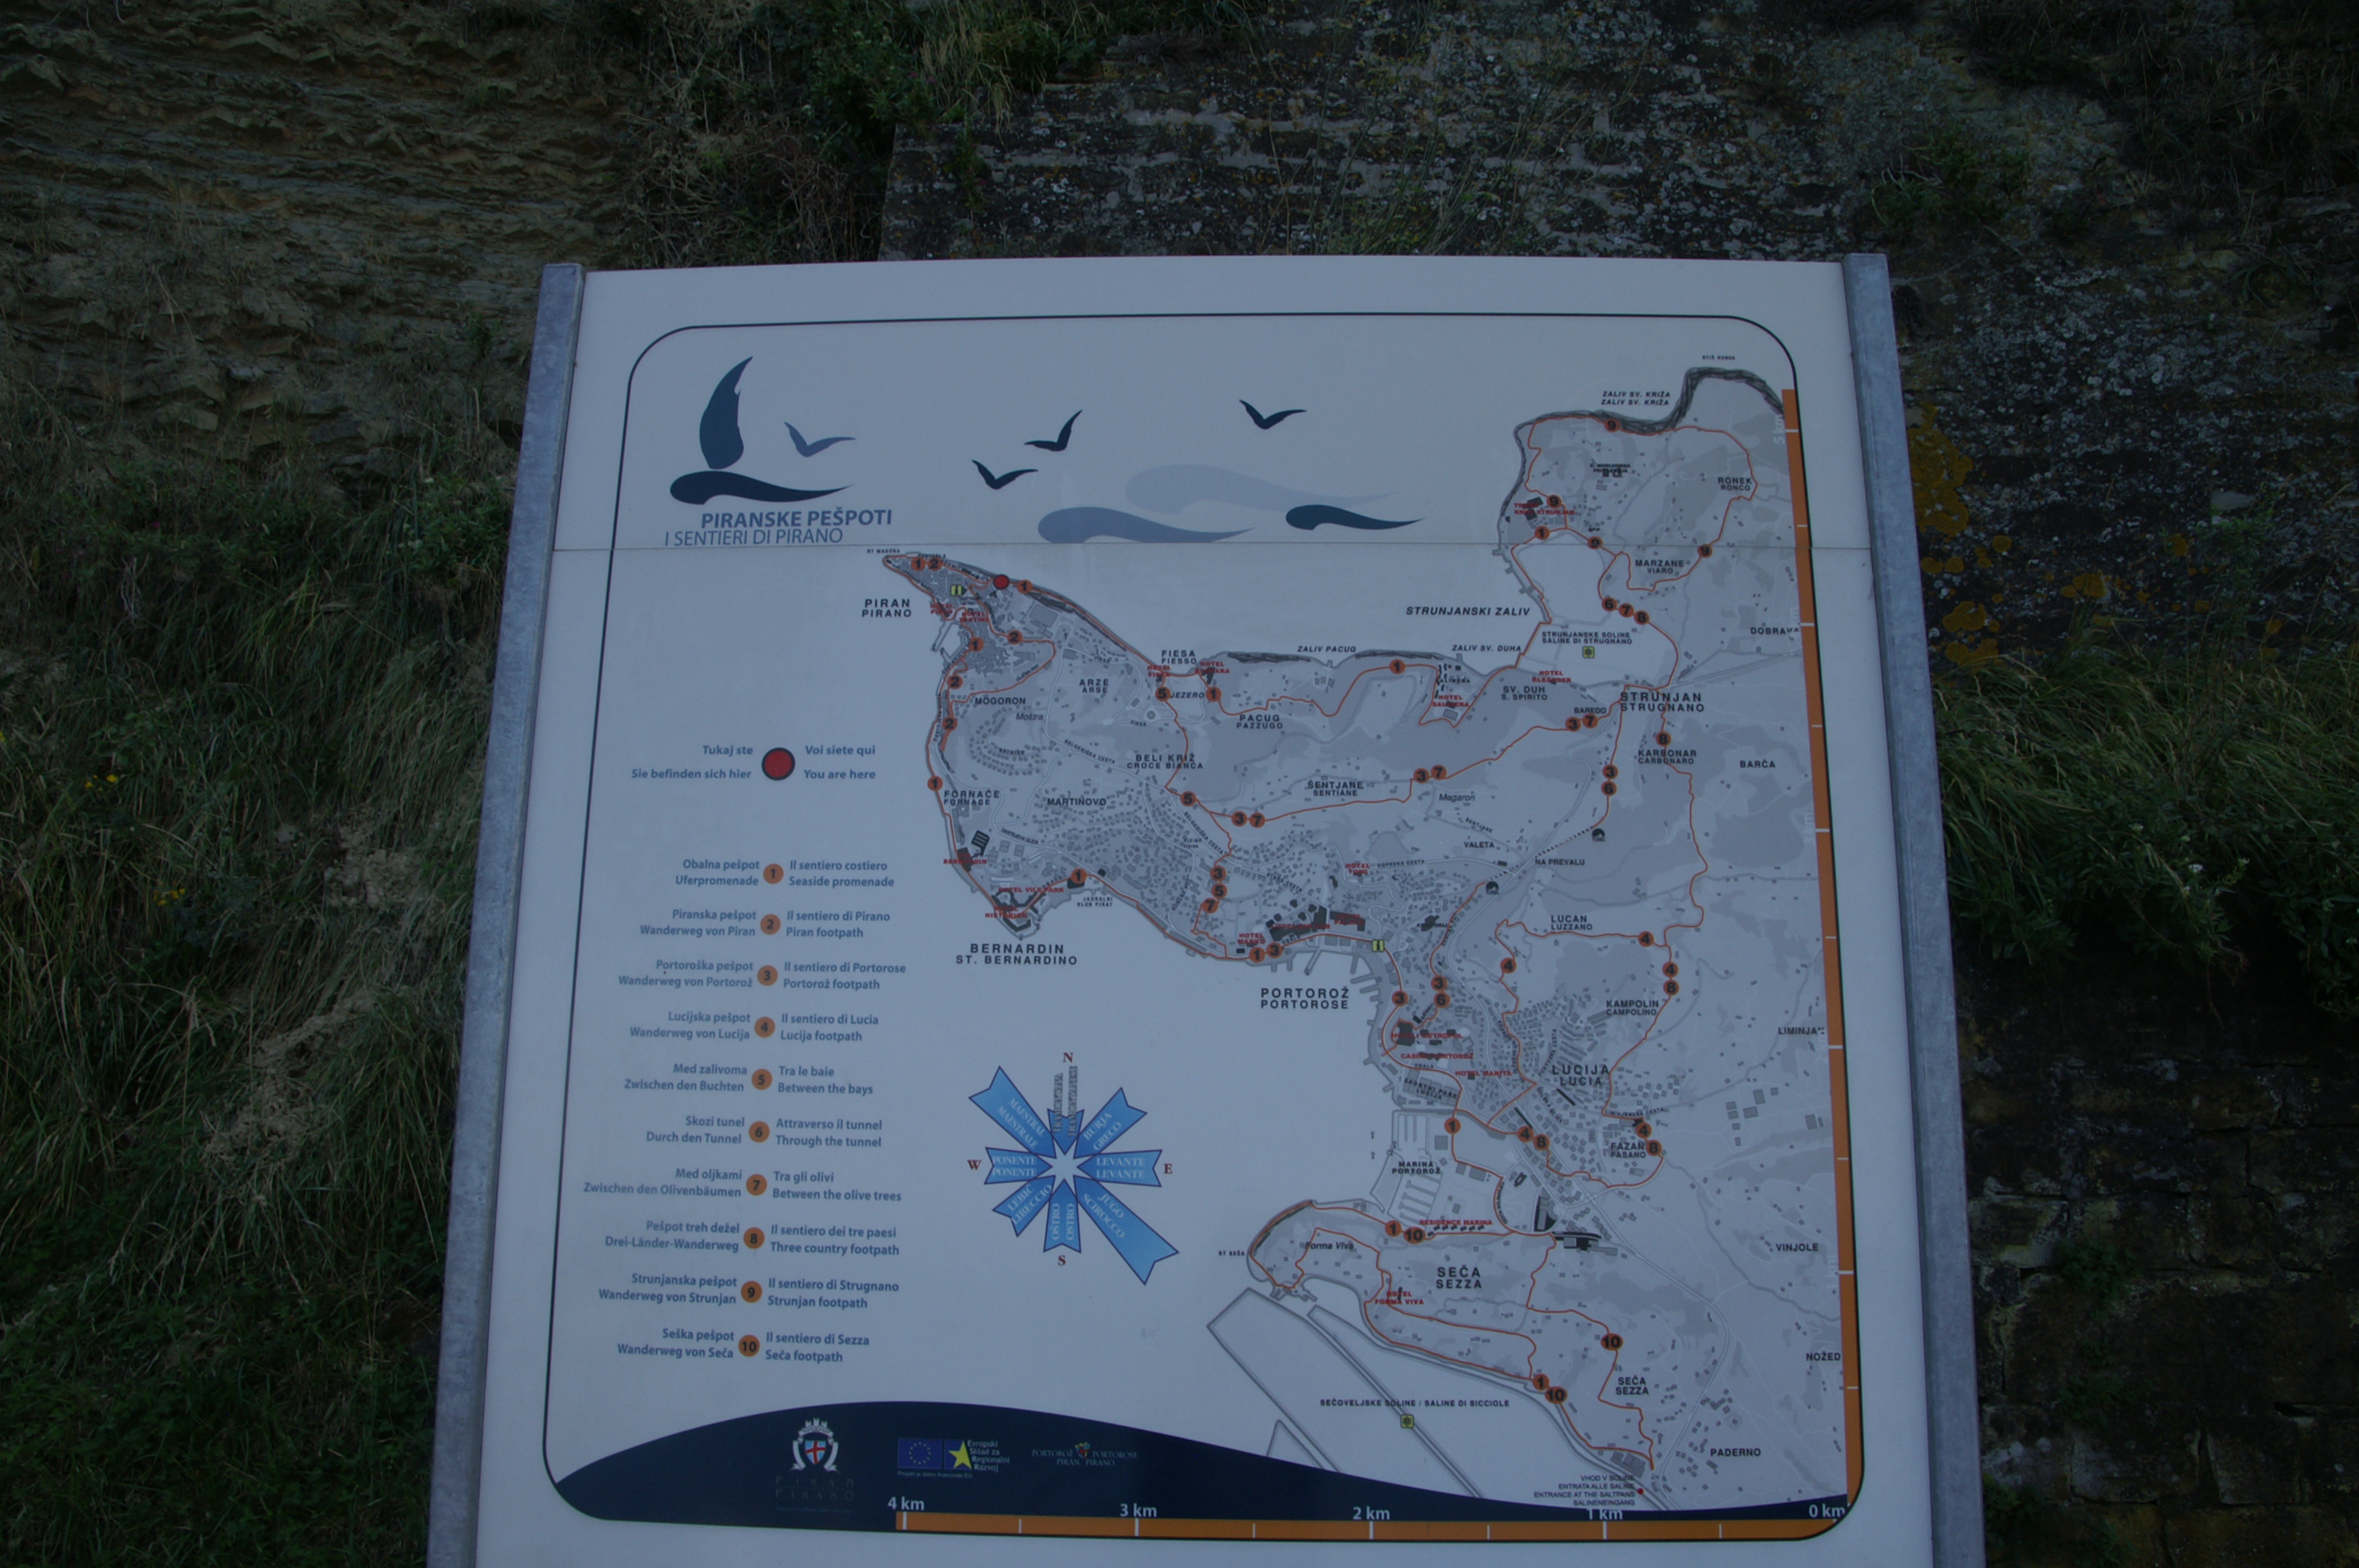 PIRANSKE PEŠPOTI
I SENTIERI DI PIRANO
ZALIV SV. KRIŽA
ZALIV SV. KRIŽA
RONEK
RONCO
MARZANE
VIARO
STRUNJANSKI ZALIV
STRUNJANSKE SOLINE
SALINE DI STRUGNANO
DOBRAVA
PIRAN
PIRANO
FIESA
FIESSO
ZALIV PACUG
ZALIV SV. DUHA
JEZERO
ARZE
ARSE
MOGORON
Moštra
PACUG
PAZZUGO
SV. DUH
S. SPIRITO
BAREDO
STRUNJAN
STRUGNANO
KARBONAR
CARBONARO
BARČA
BELI KRIŽ
CROCE BIANCA
ŠENTJANE
SENTIANE
Magaron
FORNAČE
FORNACE
MARTINOVO
VALETA
NA PREVALU
HOTEL VILE PARK
BERNARDIN
ST. BERNARDINO
LUCAN
LUZZANO
PORTOROŽ
PORTOROSE
KAMPOLIN
CAMPOLINO
LIMINJAN
LUCIJA
LUCIA
FAZAN
FASANO
MARINA
PORTOROŽ
RESIDENCE MARINA
Forma Viva
SEČA
SEZZA
HOTEL
FORMA VIVA
VINJOLE
NOŽED
SEČA
SEZZA
PADERNO
SEČOVELJSKE SOLINE / SALINE DI SICCIOLE
VHOD V SOLINE
ENTRATA ALLE SALINE
ENTRANCE AT THE SALTPANS
SALINENEINGANG
Tukaj ste Voi siete qui
Sie befinden sich hier You are here
Obalna pešpot 1 Il sentiero costiero
Uferpromenade Seaside promenade
Piranska pešpot 2 Il sentiero di Pirano
Wanderweg von Piran Piran footpath
Portoroška pešpot 3 Il sentiero di Portorose
Wanderweg von Portorož Portorož footpath
Lucijska pešpot 4 Il sentiero di Lucia
Wanderweg von Lucija Lucija footpath
Med zalivoma 5 Tra le baie
Zwischen den Buchten Between the bays
Skozi tunel 6 Attraverso il tunnel
Durch den Tunnel Through the tunnel
Med oljkami 7 Tra gli olivi
Zwischen den Olivenbäumen Between the olive trees
Pešpot treh dežel 8 Il sentiero dei tre paesi
Drei-Länder-Wanderweg Three country footpath
Strunjanska pešpot 9 Il sentiero di Strugnano
Wanderweg von Strunjan Strunjan footpath
Seška pešpot 10 Il sentiero di Sezza
Wanderweg von Seča Seča footpath
N
MAESTRAL
MAESTRALE
BURJA
GRECO
W
PONENTE
PONENTE
LEVANTE
LEVANTE
E
LEBIČ
LIBECCIO
OSTRO
OSTRO
JUGO
SCIROCCO
S
PIRAN
PIRANO
Evropski
Sklad za
Regionalni
Razvoj
PORTOROŽ PORTOROSE
PIRAN PIRANO
4 km 3 km 2 km 1 km 0 km